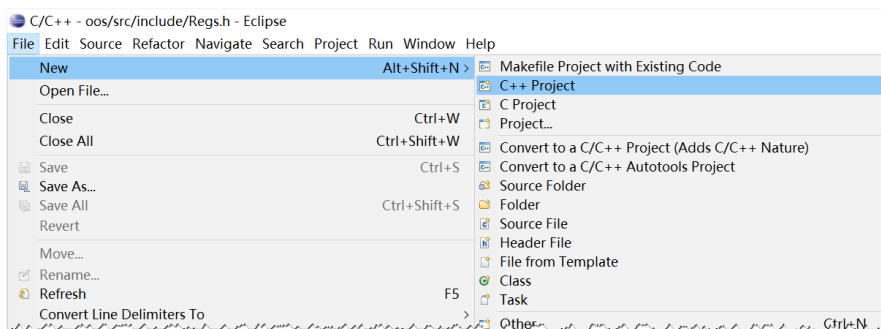 C/C++ - oos/src/include/Regs.h - Eclipse
File Edit Source Refactor Navigate Search Project Run Window Help
New Alt+Shift+N >
Open File...
Close Ctrl+W
Close All Ctrl+Shift+W
Save Ctrl+S
Save As...
Save All Ctrl+Shift+S
Revert
Move...
Rename...
Refresh F5
Convert Line Delimiters To >
Makefile Project with Existing Code
C++ Project
C Project
Project...
Convert to a C/C++ Project (Adds C/C++ Nature)
Convert to a C/C++ Autotools Project
Source Folder
Folder
Source File
Header File
File from Template
Class
Task
Other... Ctrl+N